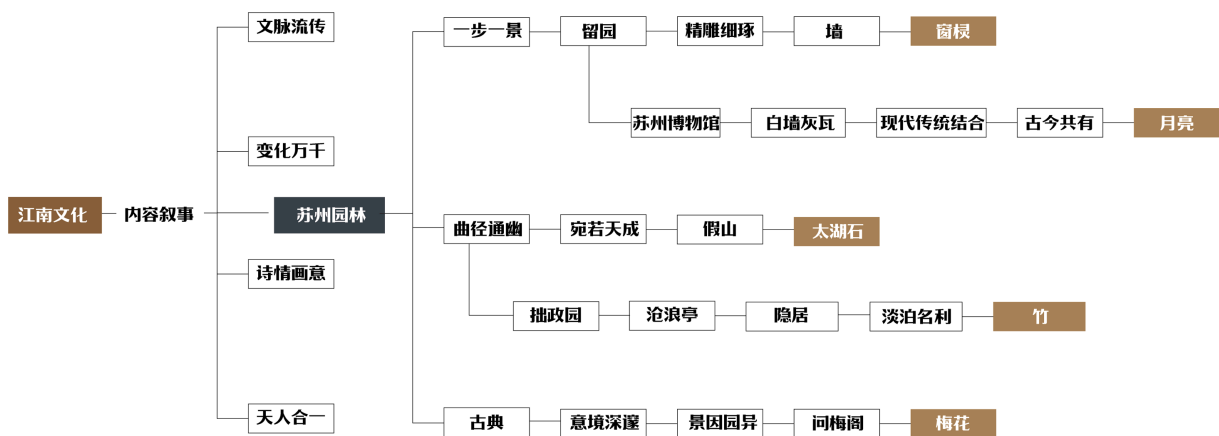 文脉流传
一步一景
留园
精雕细琢
墙
窗棂
苏州博物馆
白墙灰瓦
现代传统结合
古今共有
月亮
变化万千
江南文化
内容叙事
苏州园林
曲径通幽
宛若天成
假山
太湖石
诗情画意
拙政园
沧浪亭
隐居
淡泊名利
竹
天人合一
古典
意境深邃
景因园异
问梅阁
梅花